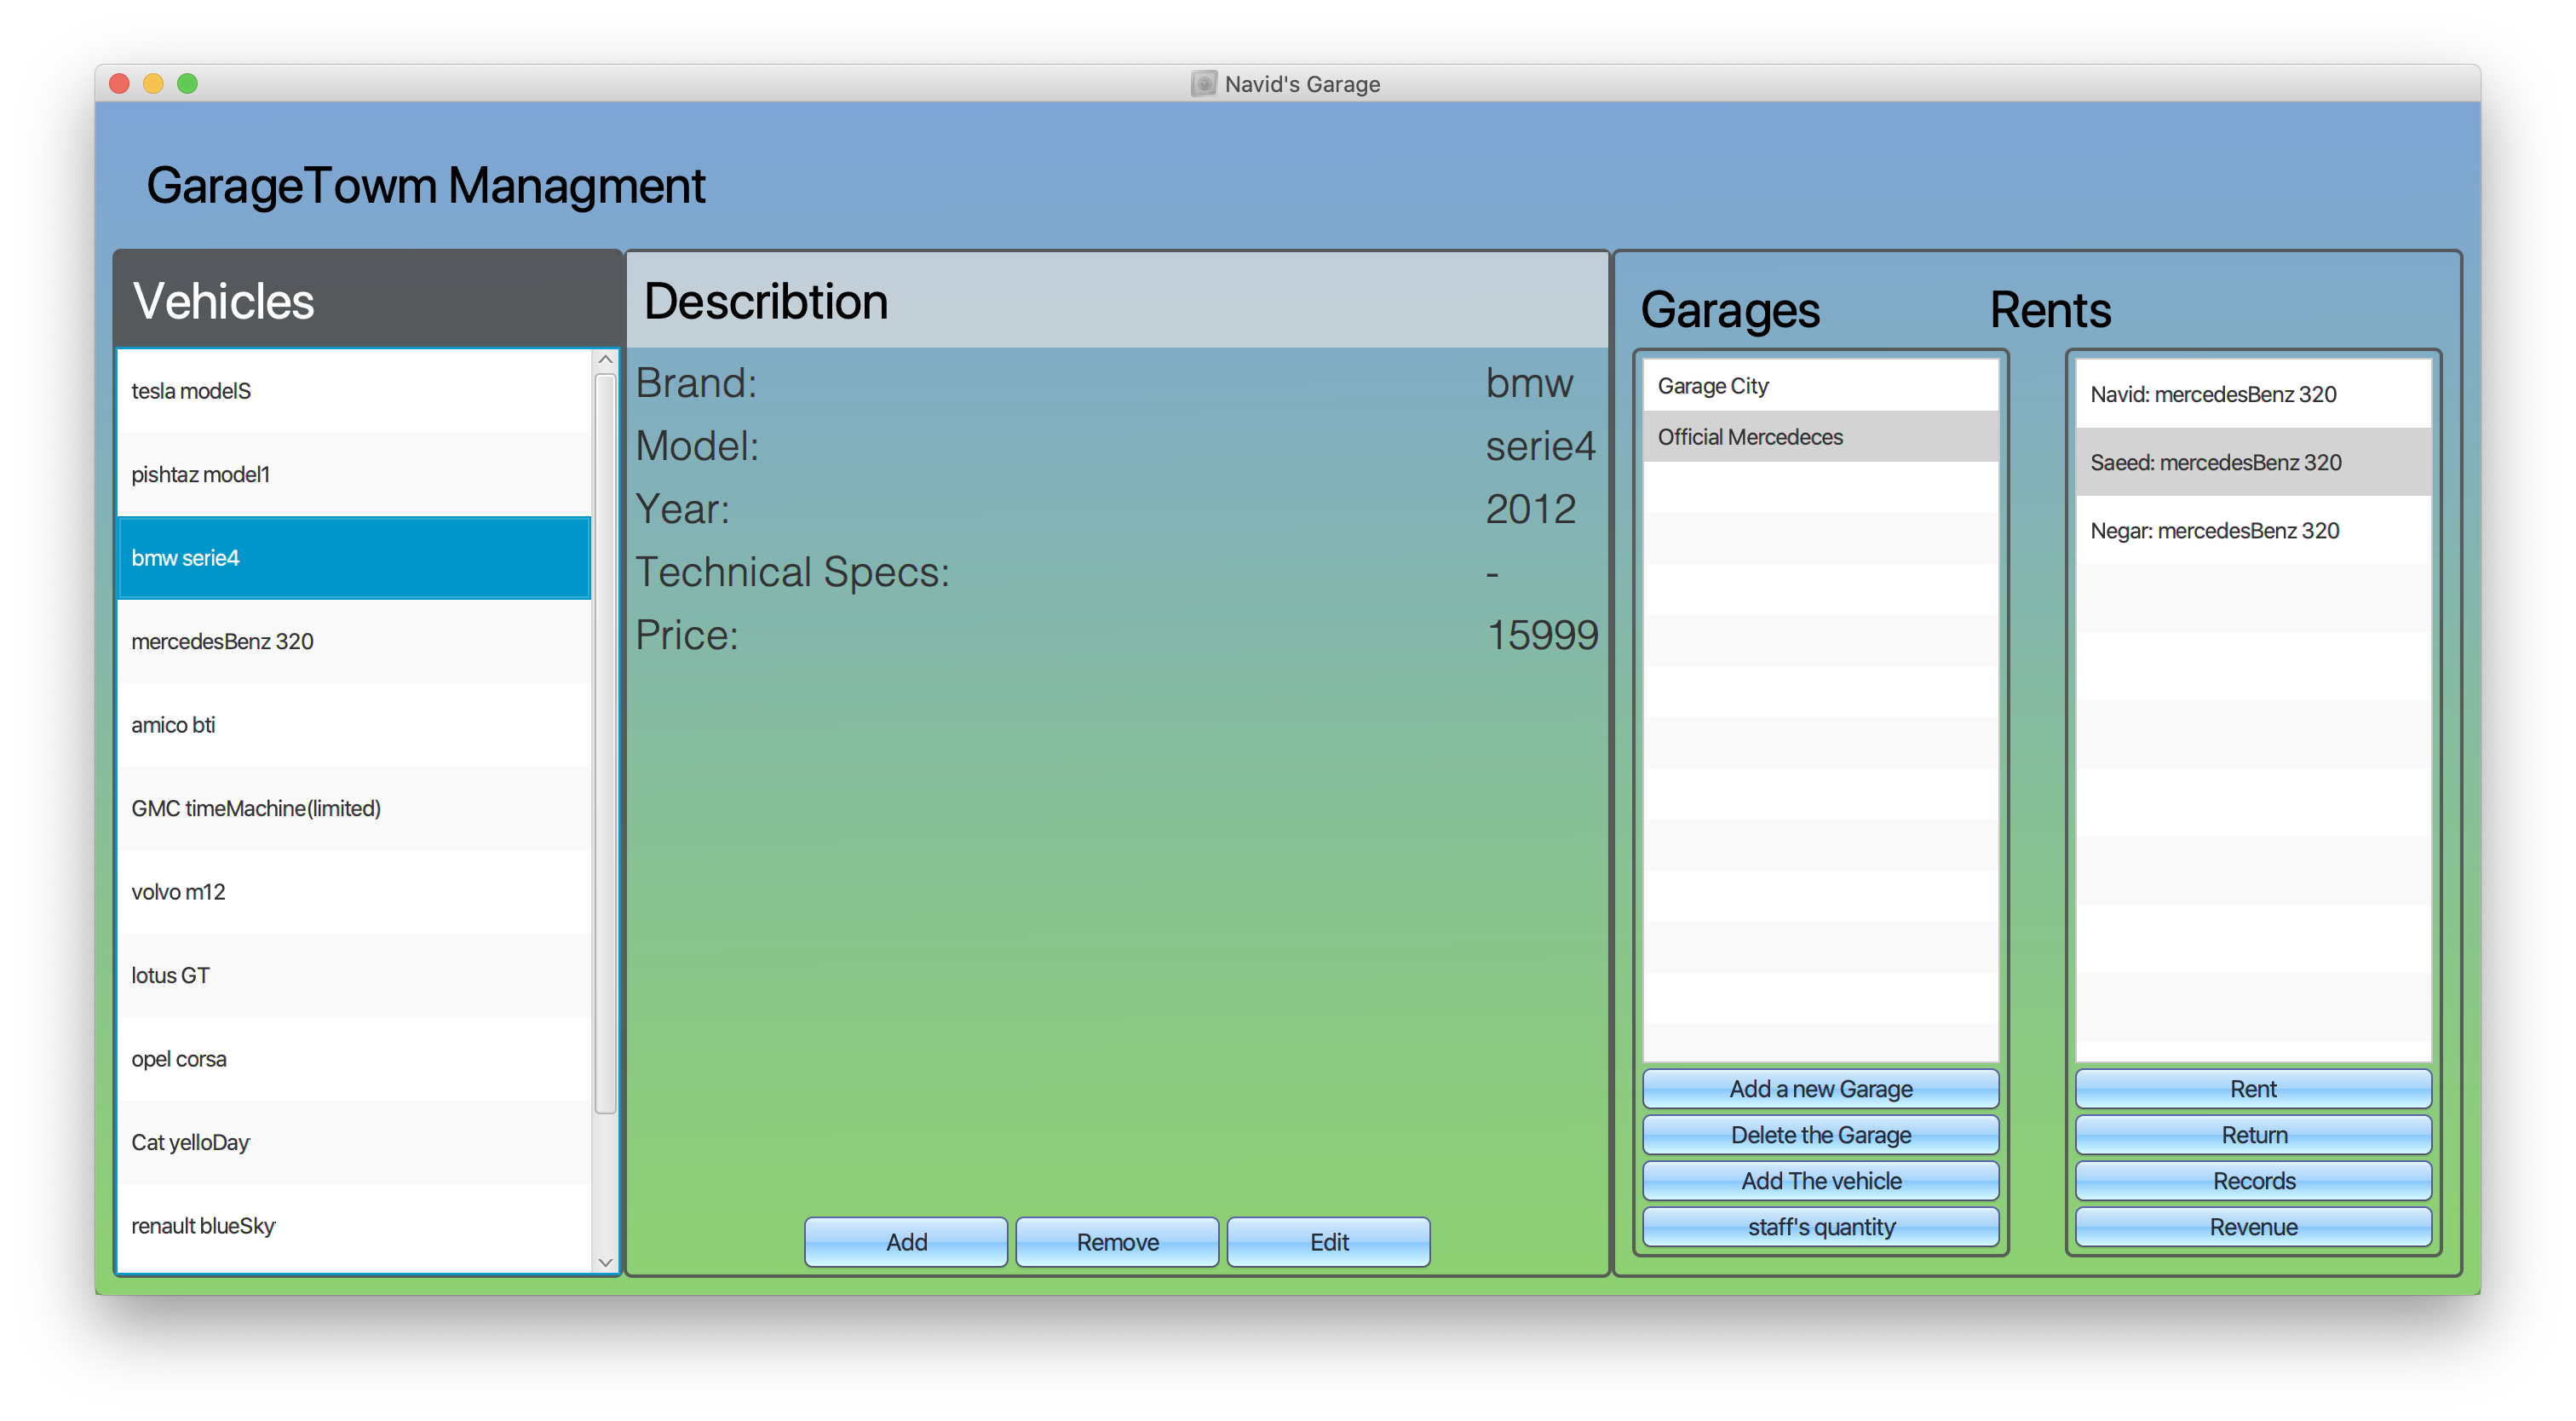 Navid's Garage
GarageTowm Managment
Vehicles
tesla modelS
pishtaz model1
bmw serie4
mercedesBenz 320
amico bti
GMC timeMachine(limited)
volvo m12
lotus GT
opel corsa
Cat yelloDay
renault blueSky
Describtion
Brand: bmw
Model: serie4
Year: 2012
Technical Specs: -
Price: 15999
Add Remove Edit
Garages
Garage City
Official Mercedeces
Add a new Garage
Delete the Garage
Add The vehicle
staff's quantity
Rents
Navid: mercedesBenz 320
Saeed: mercedesBenz 320
Negar: mercedesBenz 320
Rent
Return
Records
Revenue